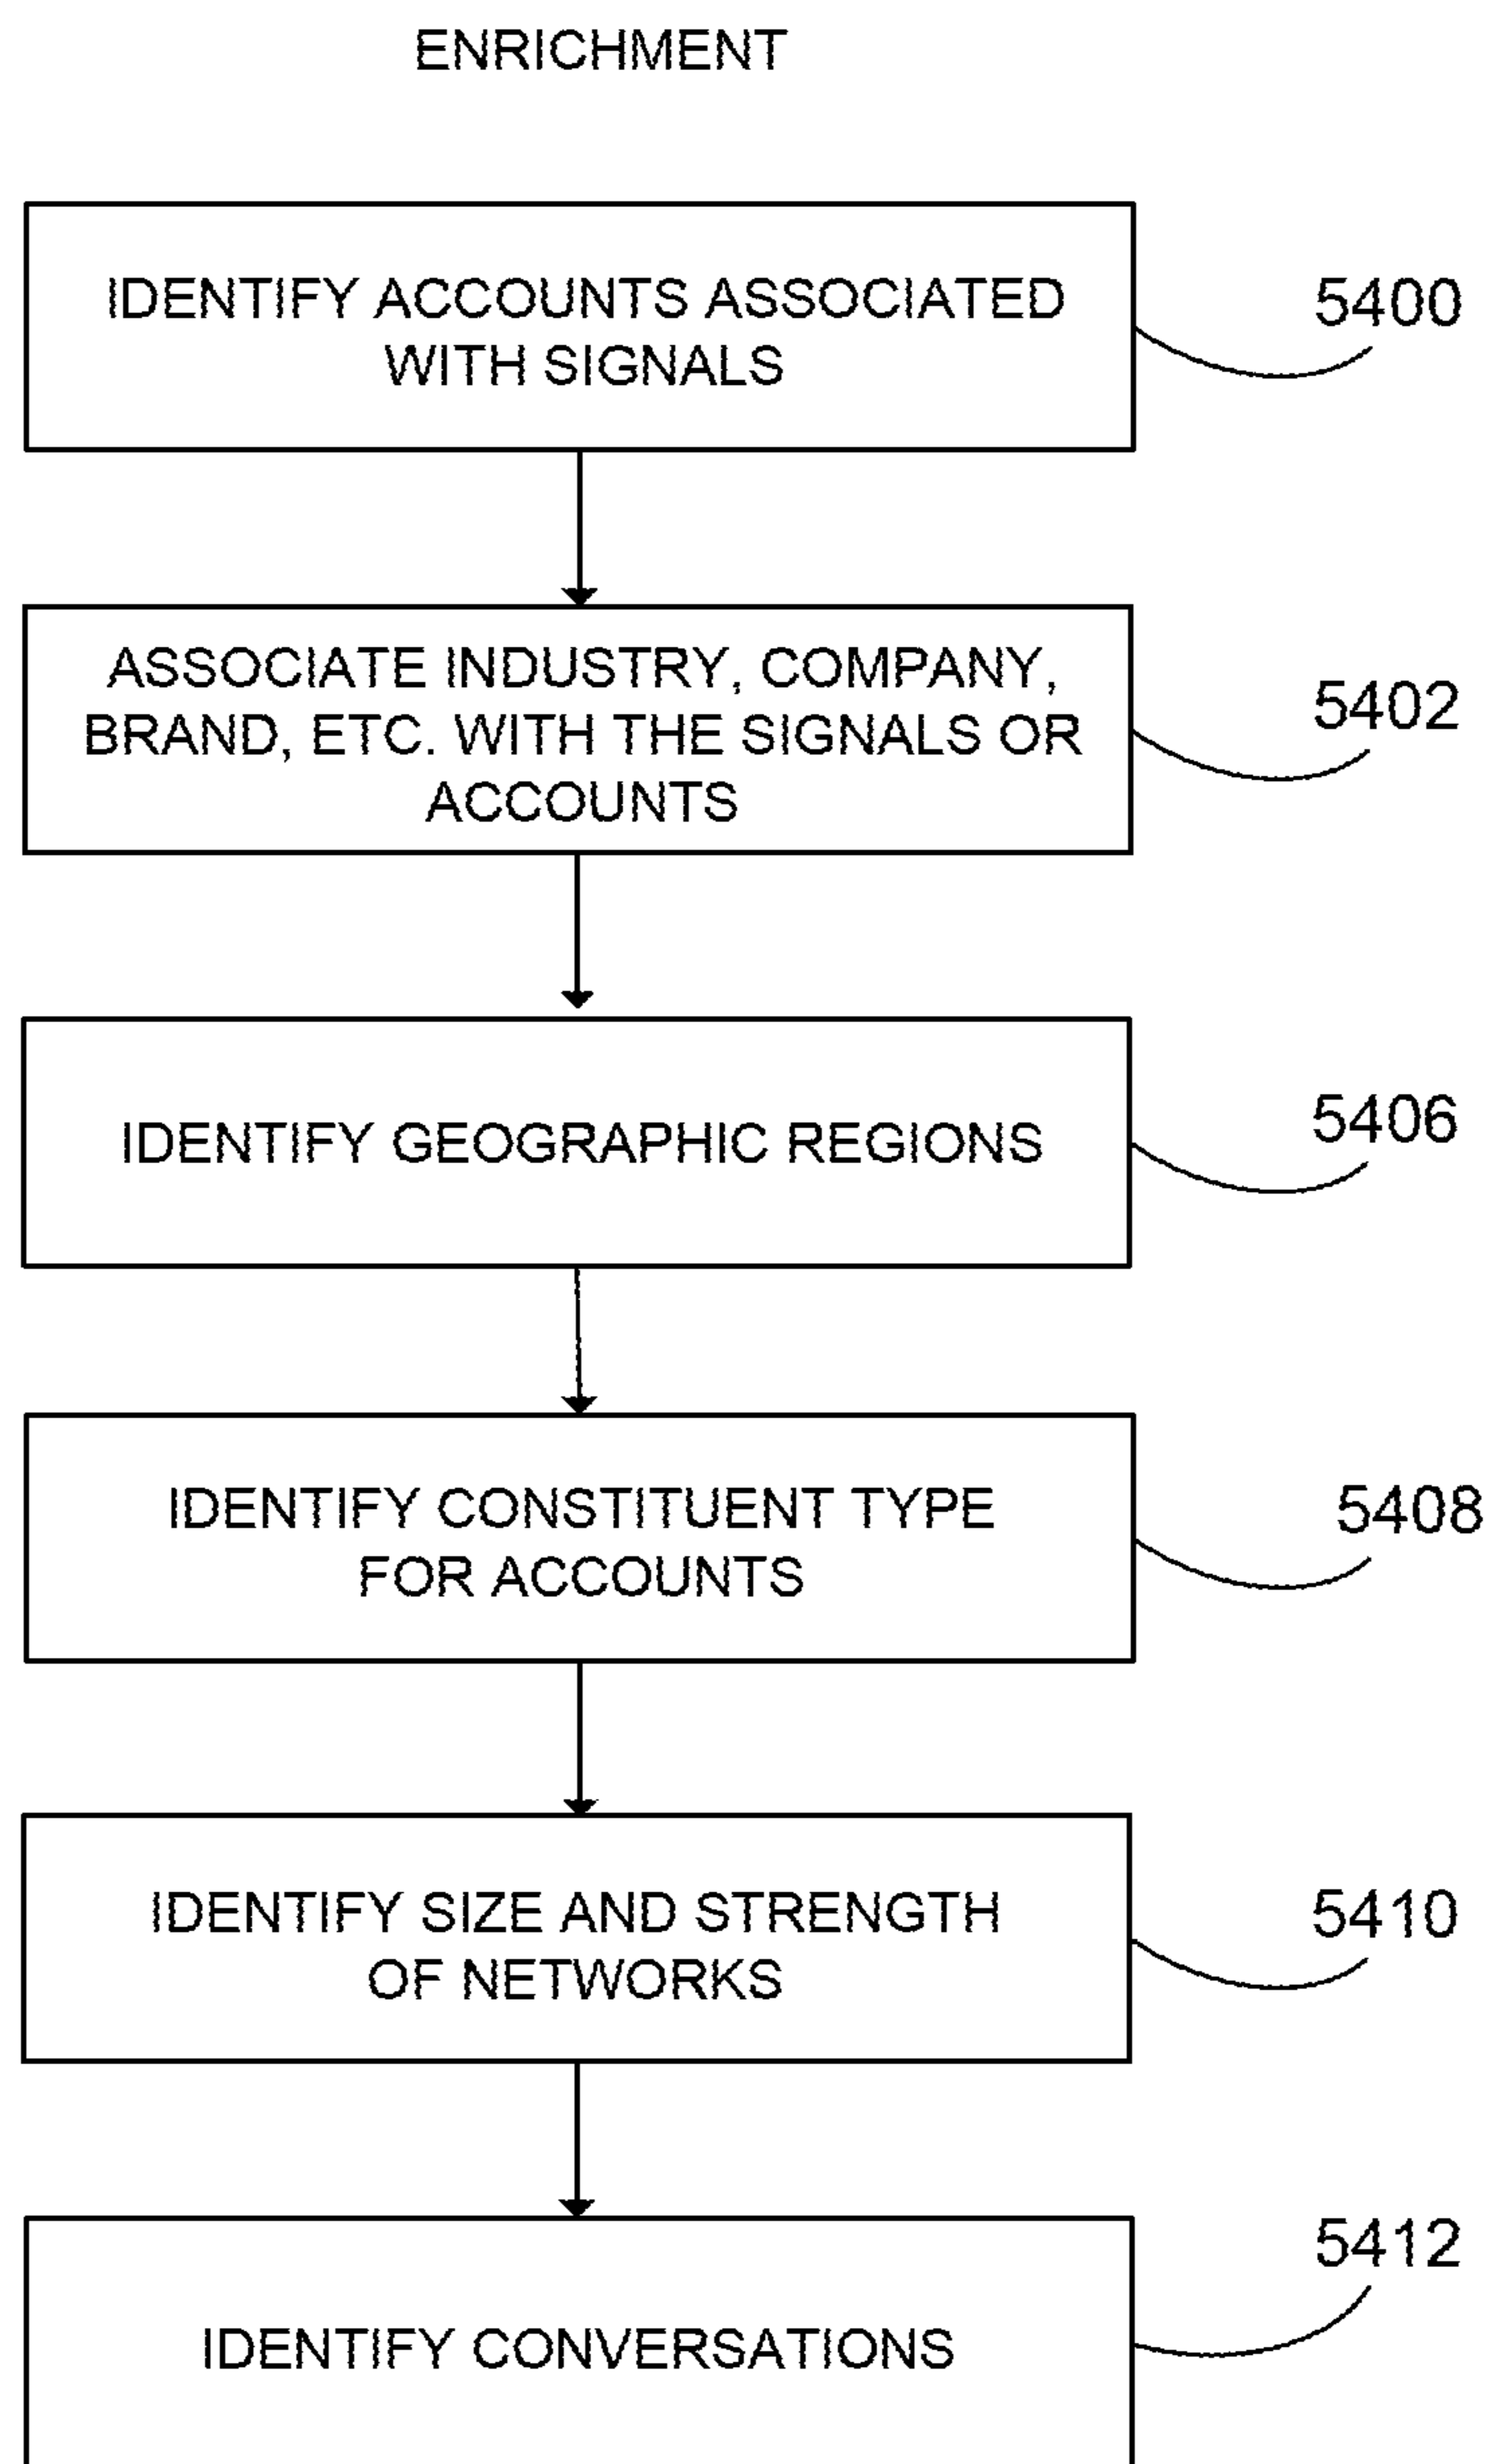 ENRICHMENT
IDENTIFY ACCOUNTS ASSOCIATED
WITH SIGNALS
5400
ASSOCIATE INDUSTRY, COMPANY,
BRAND, ETC. WITH THE SIGNALS OR
ACCOUNTS
5402
IDENTIFY GEOGRAPHIC REGIONS
5406
IDENTIFY CONSTITUENT TYPE
FOR ACCOUNTS
5408
IDENTIFY SIZE AND STRENGTH
OF NETWORKS
5410
IDENTIFY CONVERSATIONS
5412